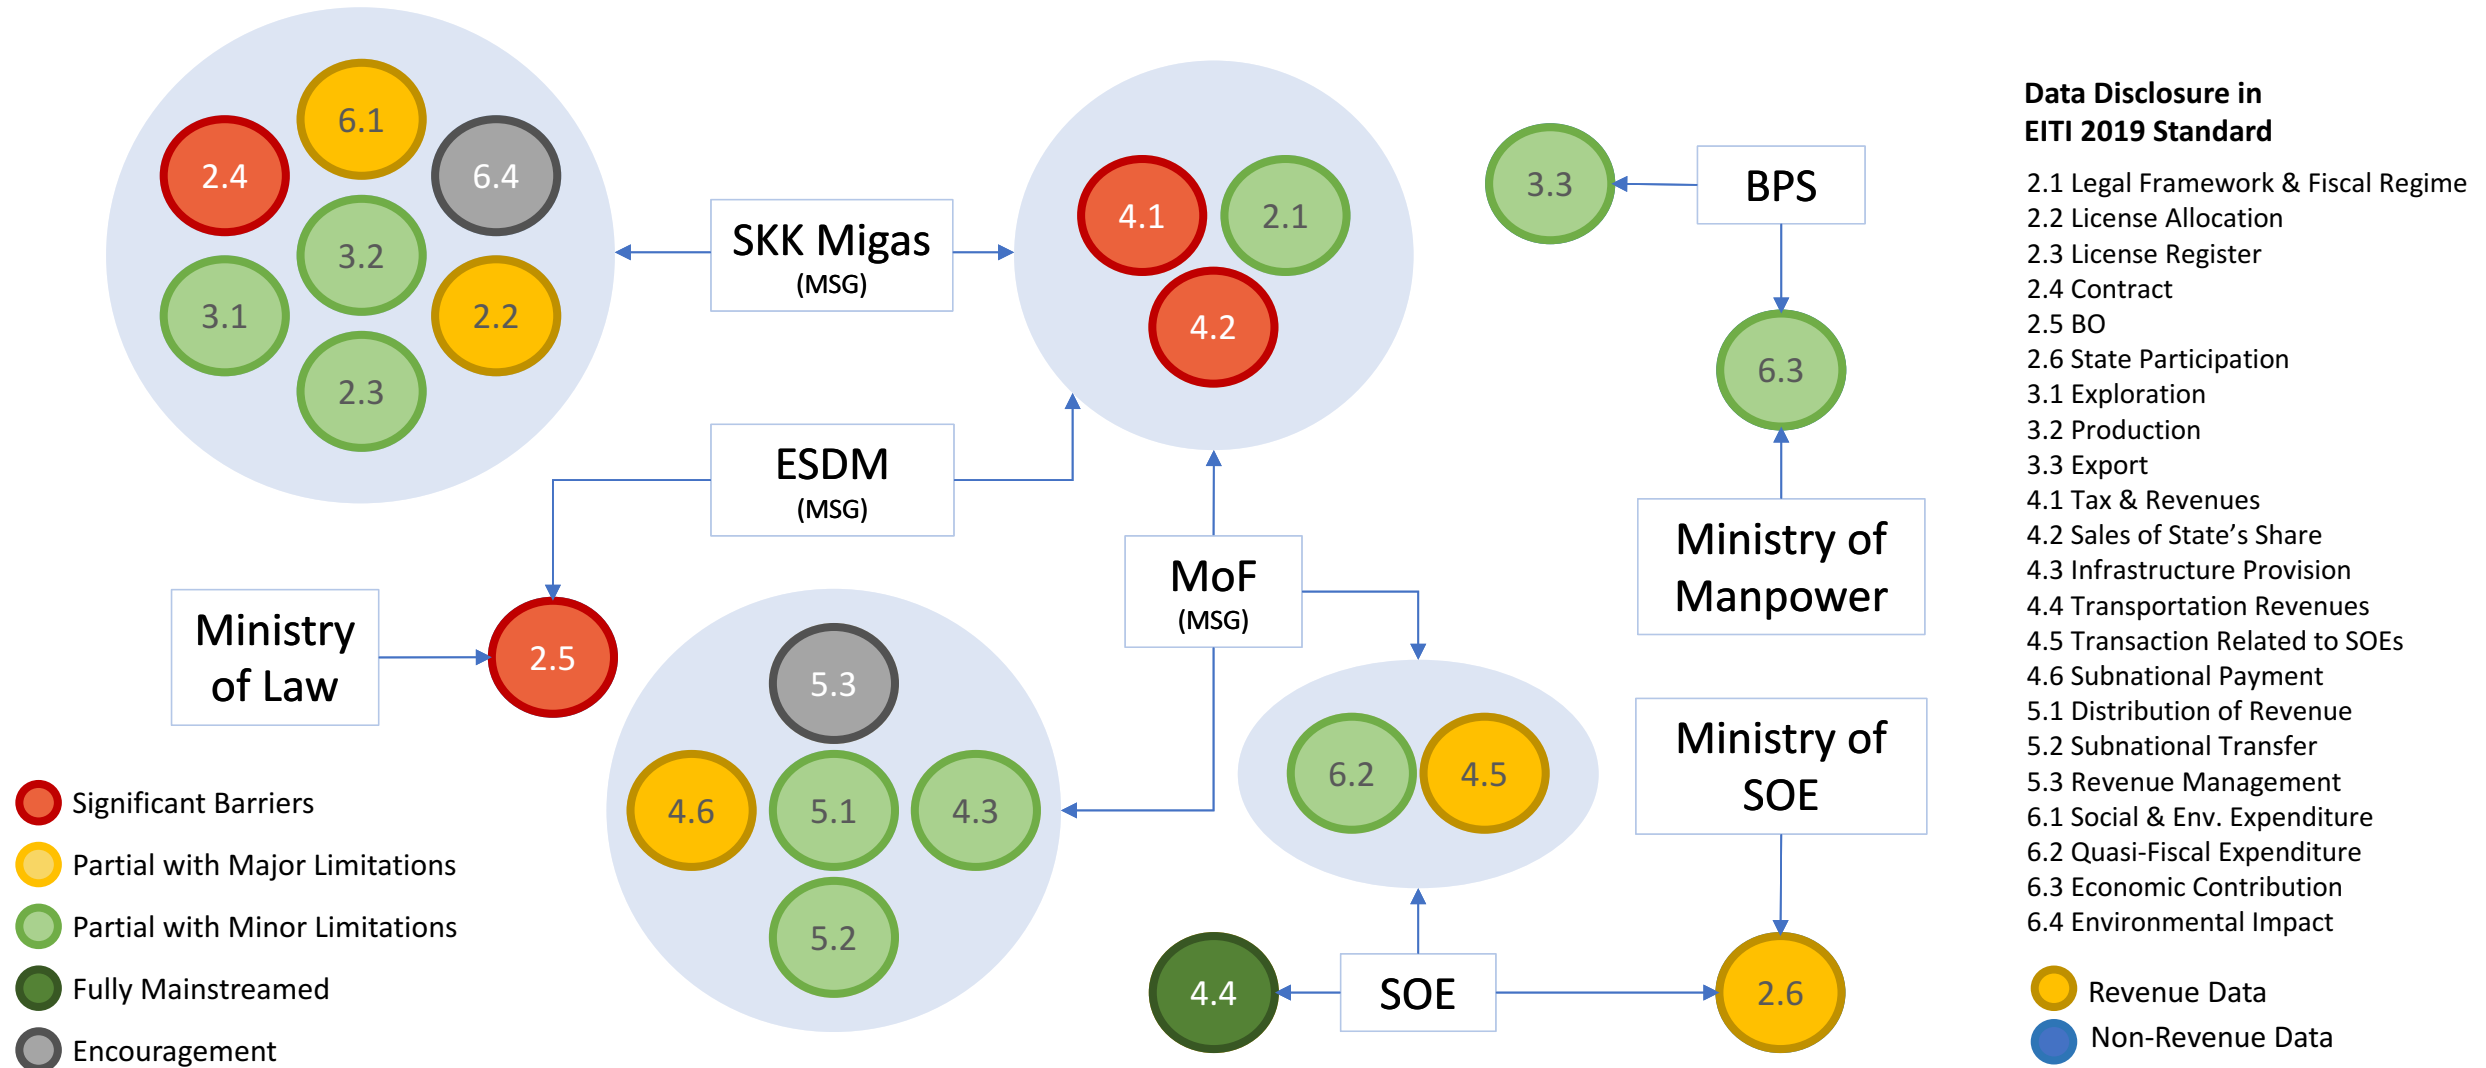 6.1
2.4
6.4
3.2
3.1
2.2
2.3
SKK Migas
(MSG)
4.1
2.1
4.2
3.3
BPS
6.3
ESDM
(MSG)
Ministry of
Manpower
MoF
(MSG)
Ministry
of Law
2.5
5.3
4.6
5.1
4.3
5.2
6.2
4.5
Ministry of
SOE
4.4
SOE
2.6
Significant Barriers
Partial with Major Limitations
Partial with Minor Limitations
Fully Mainstreamed
Encouragement
Data Disclosure in
EITI 2019 Standard
2.1 Legal Framework & Fiscal Regime
2.2 License Allocation
2.3 License Register
2.4 Contract
2.5 BO
2.6 State Participation
3.1 Exploration
3.2 Production
3.3 Export
4.1 Tax & Revenues
4.2 Sales of State’s Share
4.3 Infrastructure Provision
4.4 Transportation Revenues
4.5 Transaction Related to SOEs
4.6 Subnational Payment
5.1 Distribution of Revenue
5.2 Subnational Transfer
5.3 Revenue Management
6.1 Social & Env. Expenditure
6.2 Quasi-Fiscal Expenditure
6.3 Economic Contribution
6.4 Environmental Impact
Revenue Data
Non-Revenue Data